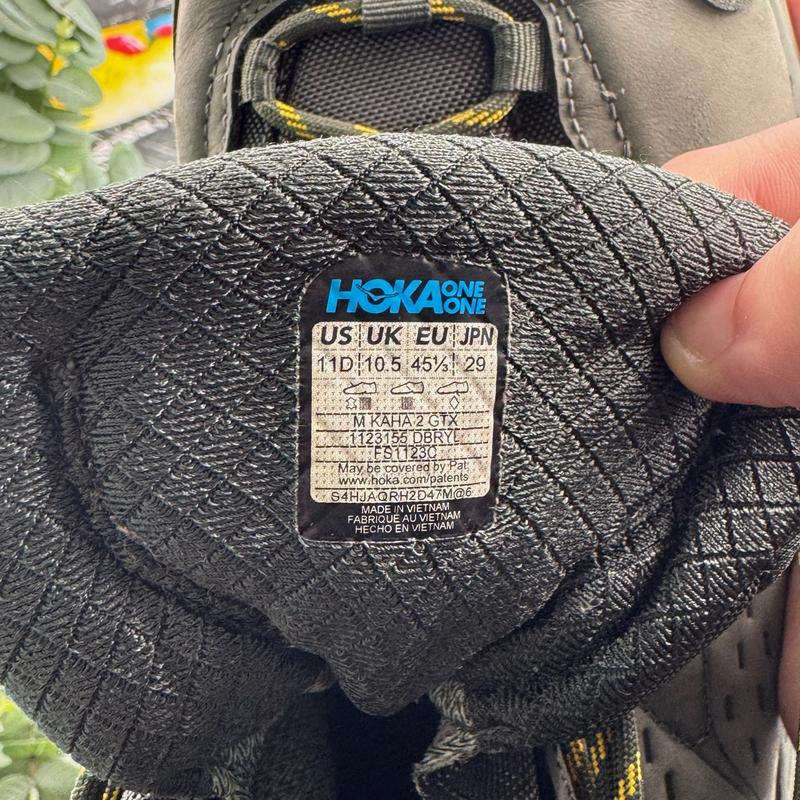 HOKA ONE ONE
US UK EU JPN
11D 10.5 45⅓ 29
M KAHA 2 GTX
1123155 DBRYL
FS1123C
May be covered by Pat:
www.hoka.com/patents
S4HJAQRH2D47M@6
MADE IN VIETNAM
FABRIQUE AU VIETNAM
HECHO EN VIETNAM